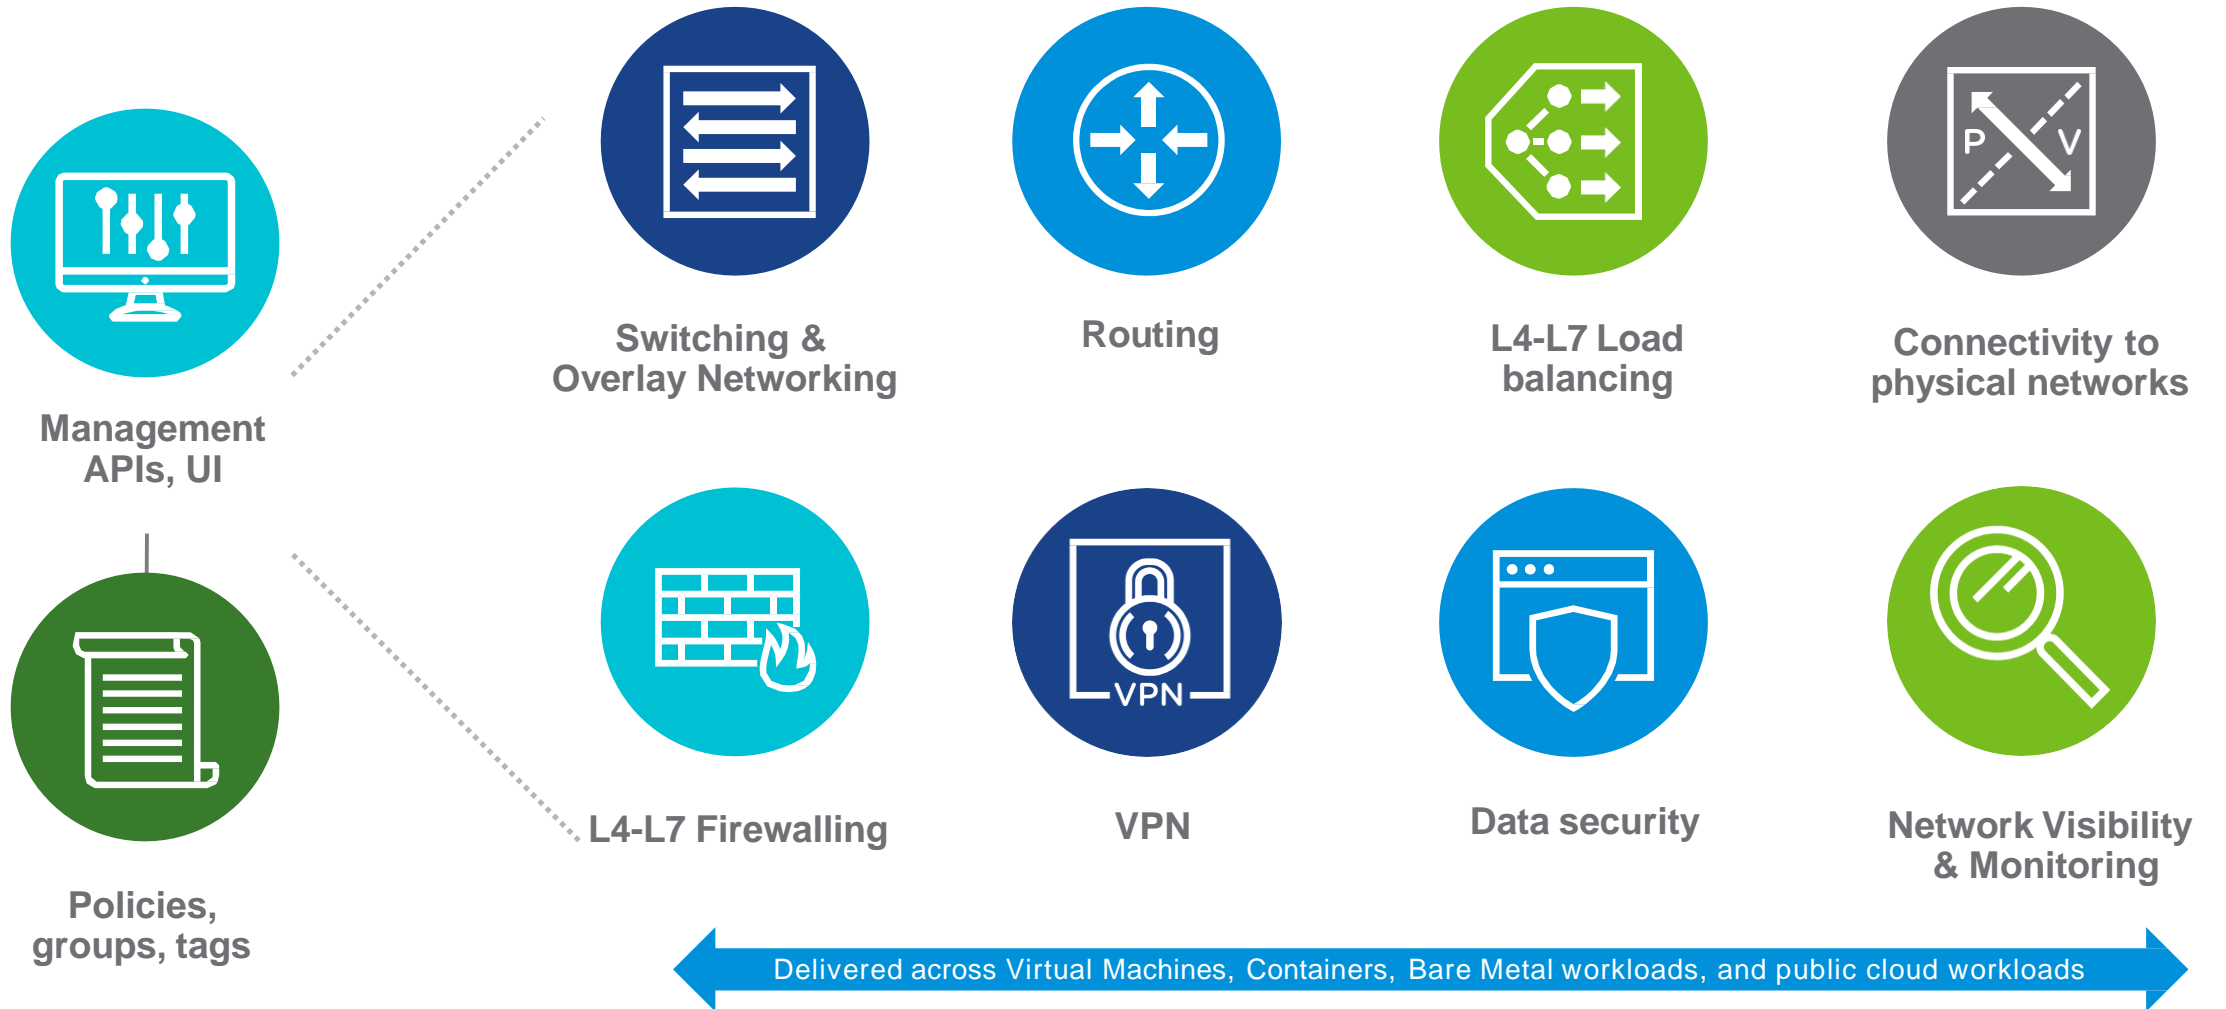 Management
APIs, UI
Policies,
groups, tags
Switching &
Overlay Networking
Routing
L4-L7 Load
balancing
P
V
Connectivity to
physical networks
L4-L7 Firewalling
VPN
VPN
Data security
Network Visibility
& Monitoring
Delivered across Virtual Machines, Containers, Bare Metal workloads, and public cloud workloads